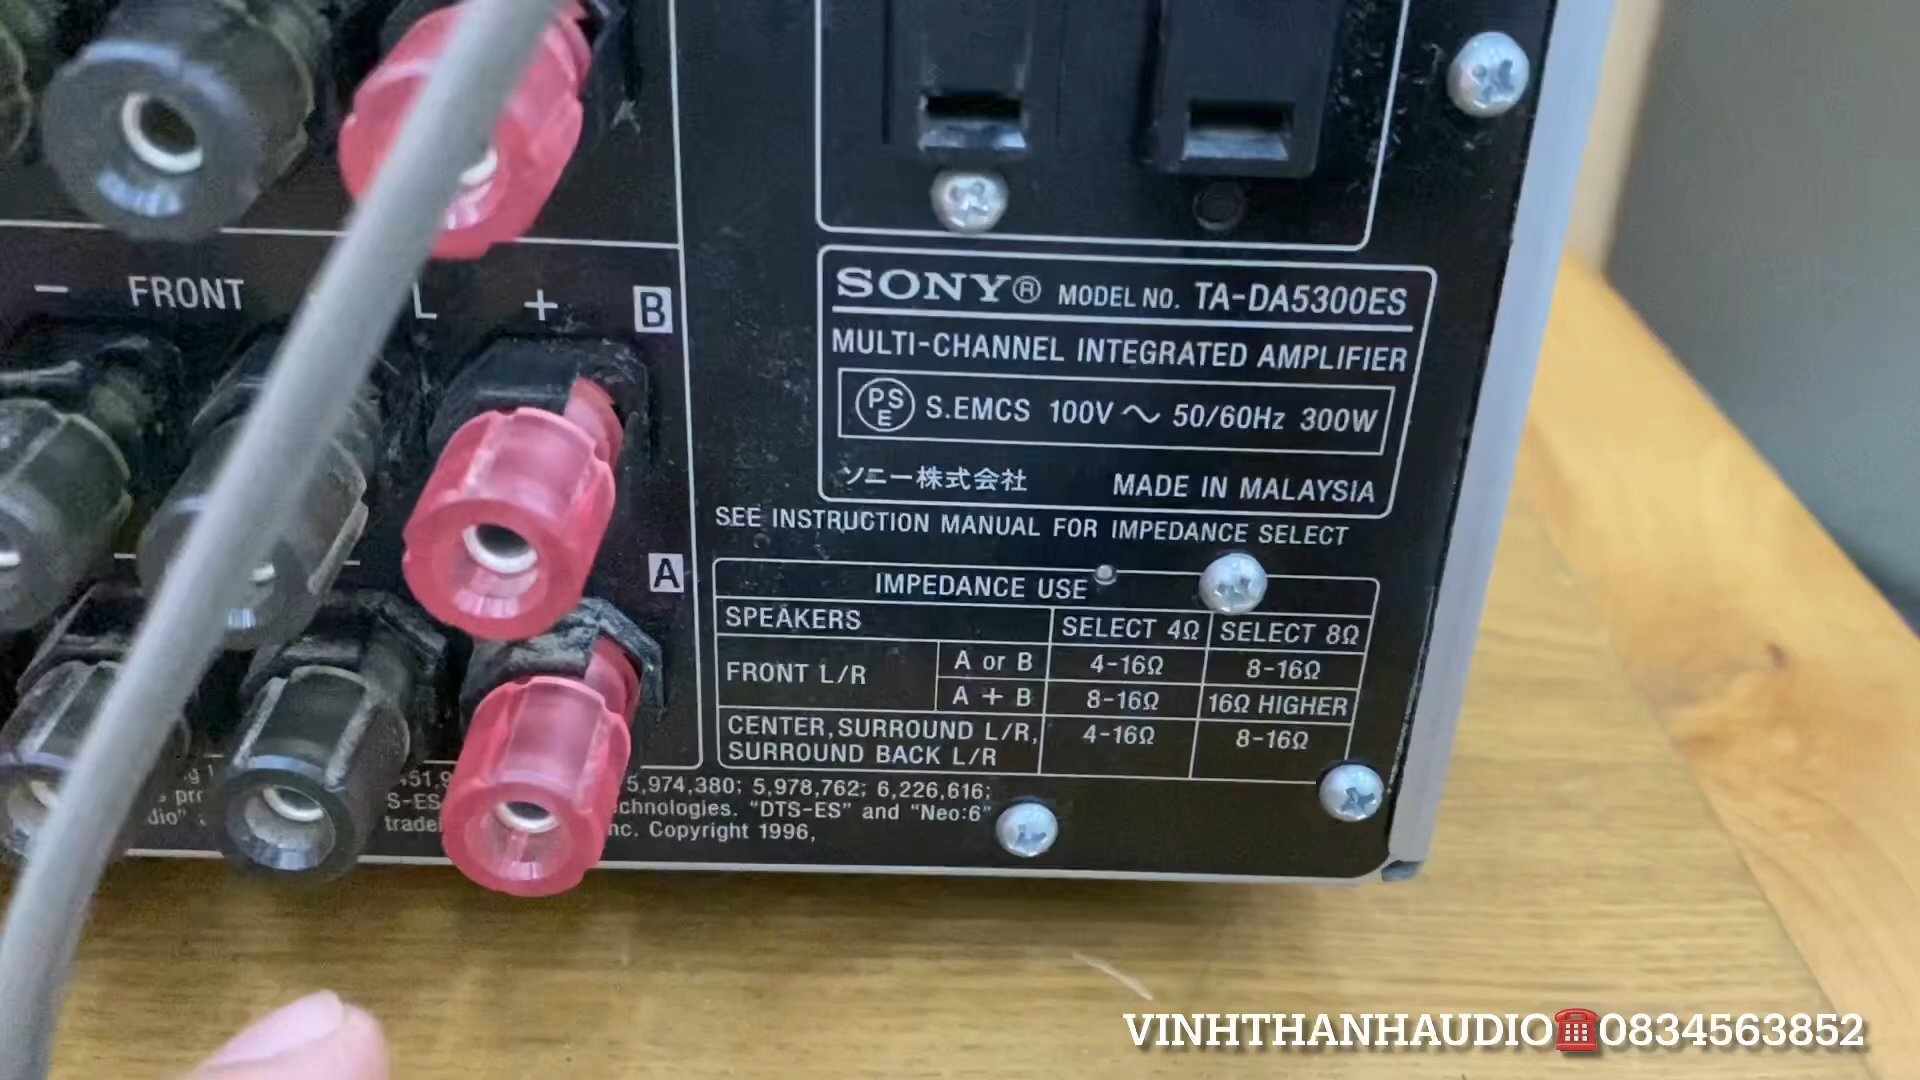 − FRONT L + B
A
SONY® MODEL NO. TA-DA5300ES
MULTI-CHANNEL INTEGRATED AMPLIFIER
PSE S.EMCS 100V ～ 50/60Hz 300W
ソニー株式会社 MADE IN MALAYSIA
SEE INSTRUCTION MANUAL FOR IMPEDANCE SELECT
IMPEDANCE USE
SPEAKERS SELECT 4Ω SELECT 8Ω
FRONT L/R A or B 4-16Ω 8-16Ω
A + B 8-16Ω 16Ω HIGHER
CENTER, SURROUND L/R, 4-16Ω 8-16Ω
SURROUND BACK L/R
5,974,380; 5,978,762; 6,226,616;
"DTS-ES" and "Neo:6"
Copyright 1996,
VINHTHANHAUDIO☎0834563852